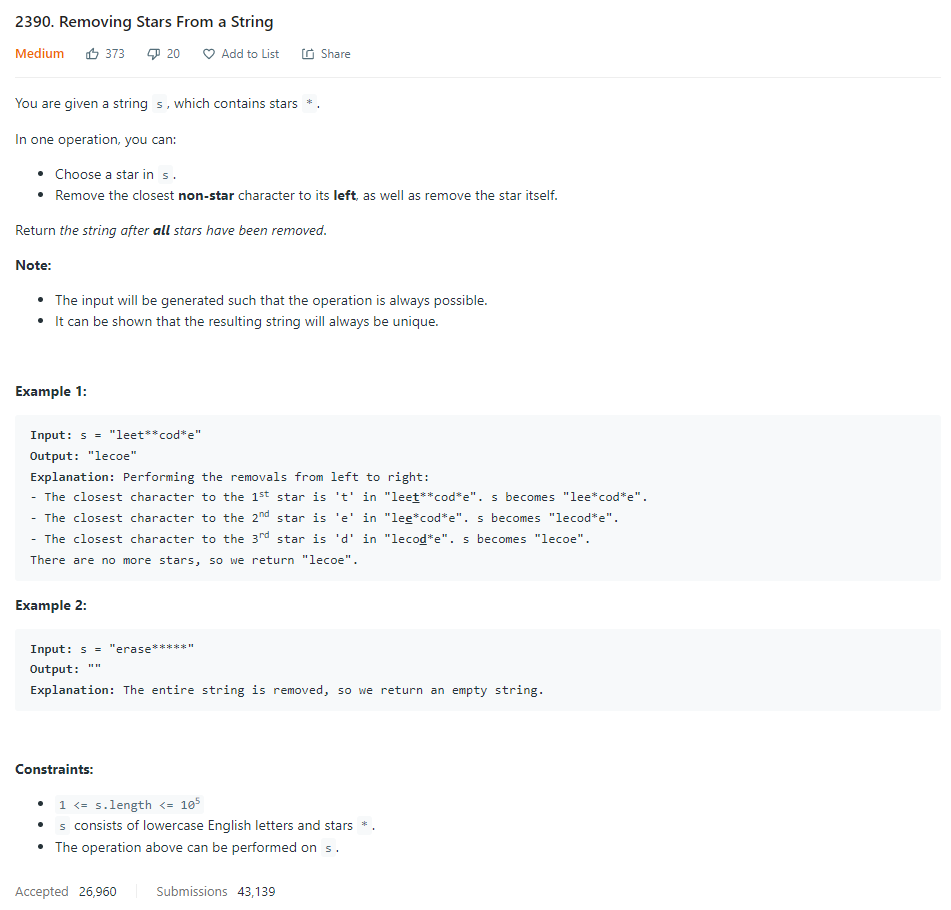 2390. Removing Stars From a String
Medium 373 20 Add to List Share
You are given a string s, which contains stars *.
In one operation, you can:
• Choose a star in s.
• Remove the closest non-star character to its left, as well as remove the star itself.
Return the string after all stars have been removed.
Note:
• The input will be generated such that the operation is always possible.
• It can be shown that the resulting string will always be unique.
Example 1:
Input: s = "leet**cod*e"
Output: "lecoe"
Explanation: Performing the removals from left to right:
- The closest character to the 1st star is 't' in "leet**cod*e". s becomes "lee*cod*e".
- The closest character to the 2nd star is 'e' in "lee*cod*e". s becomes "lecod*e".
- The closest character to the 3rd star is 'd' in "lecod*e". s becomes "lecoe".
There are no more stars, so we return "lecoe".
Example 2:
Input: s = "erase*****"
Output: ""
Explanation: The entire string is removed, so we return an empty string.
Constraints:
• 1 <= s.length <= 10⁵
• s consists of lowercase English letters and stars *.
• The operation above can be performed on s.
Accepted 26,960 Submissions 43,139